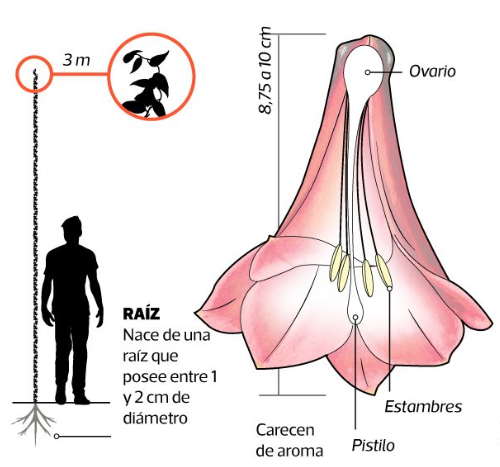 3 m
8,75 a 10 cm
Ovario
RAÍZ
Nace de una
raíz que
posee entre 1
y 2 cm de
diámetro
Estambres
Carecen
de aroma
Pistilo